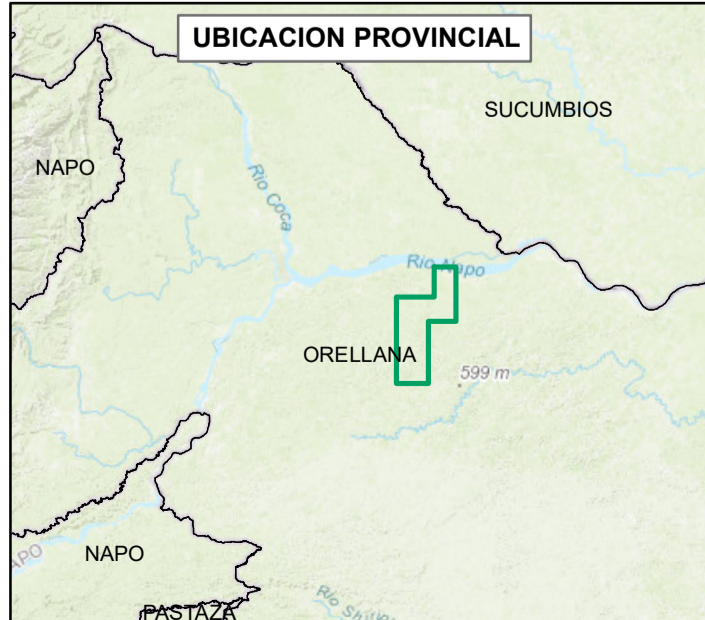 UBICACION PROVINCIAL
SUCUMBIOS
NAPO
Rio Coca
Rio Napo
ORELLANA
599 m
NAPO
PASTAZA